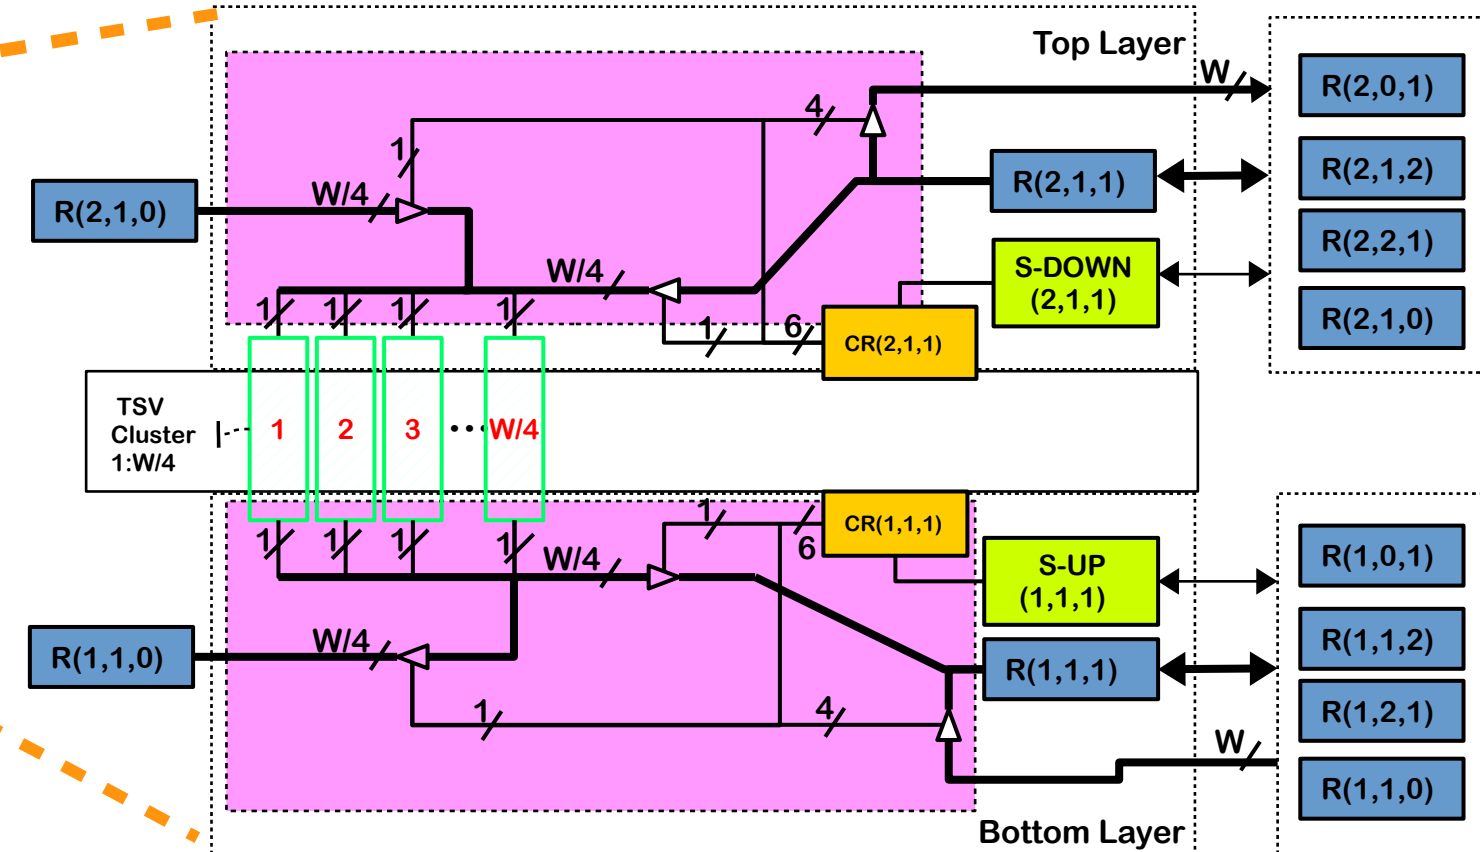 Top Layer
W
R(2,0,1)
4
1
R(2,1,2)
R(2,1,1)
W/4
R(2,1,0)
R(2,2,1)
S-DOWN
(2,1,1)
W/4
1
1
1
1
R(2,1,0)
1
6
CR(2,1,1)
TSV
Cluster
1:W/4
1
2
3
•••
W/4
1
6
CR(1,1,1)
1
1
1
1
W/4
R(1,0,1)
S-UP
(1,1,1)
R(1,1,0)
W/4
R(1,1,1)
R(1,1,2)
1
4
R(1,2,1)
W
R(1,1,0)
Bottom Layer